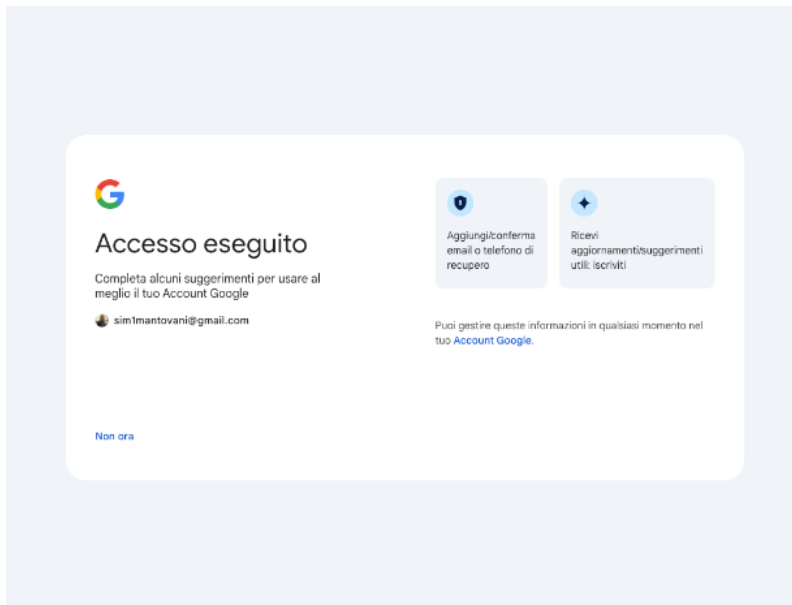 Accesso eseguito
Completa alcuni suggerimenti per usare al
meglio il tuo Account Google
sim1mantovani@gmail.com
Non ora
Aggiungi/conferma
email o telefono di
recupero
Ricevi
aggiornamenti/suggerimenti
utili: iscriviti
Puoi gestire queste informazioni in qualsiasi momento nel
tuo Account Google.